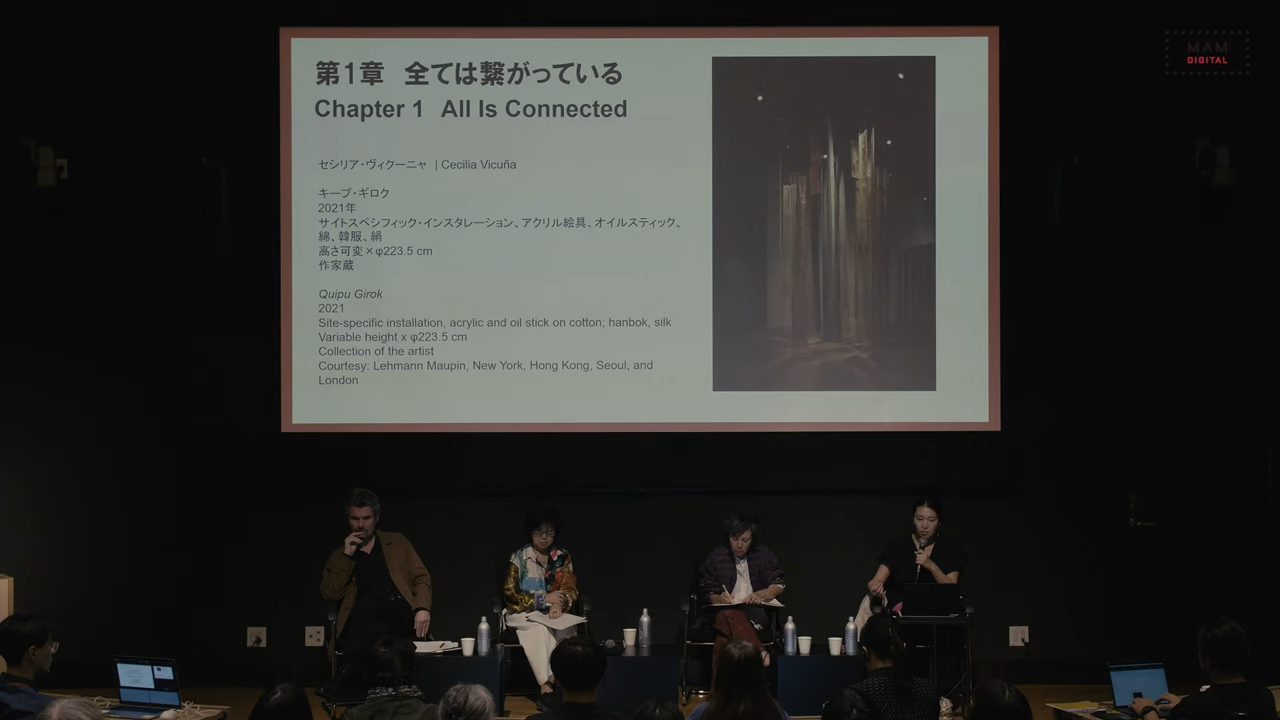 第1章 全ては繋がっている
Chapter 1 All Is Connected
セシリア・ヴィクーニャ | Cecilia Vicuña
キープ・ギロク
2021年
サイトスペシフィック・インスタレーション、アクリル絵具、オイルスティック、
綿、韓服、絹
高さ可変 × φ223.5 cm
作家蔵
Quipu Girok
2021
Site-specific installation, acrylic and oil stick on cotton; hanbok, silk
Variable height x φ223.5 cm
Collection of the artist
Courtesy: Lehmann Maupin, New York, Hong Kong, Seoul, and
London
MAM
DIGITAL